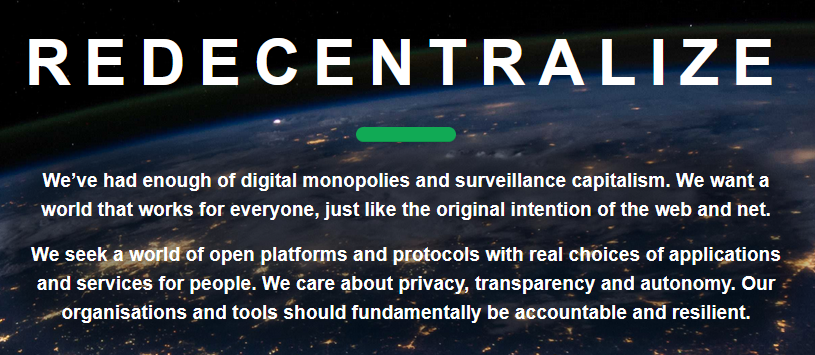 REDECENTRALIZE
We’ve had enough of digital monopolies and surveillance capitalism. We want a
world that works for everyone, just like the original intention of the web and net.
We seek a world of open platforms and protocols with real choices of applications
and services for people. We care about privacy, transparency and autonomy. Our
organisations and tools should fundamentally be accountable and resilient.